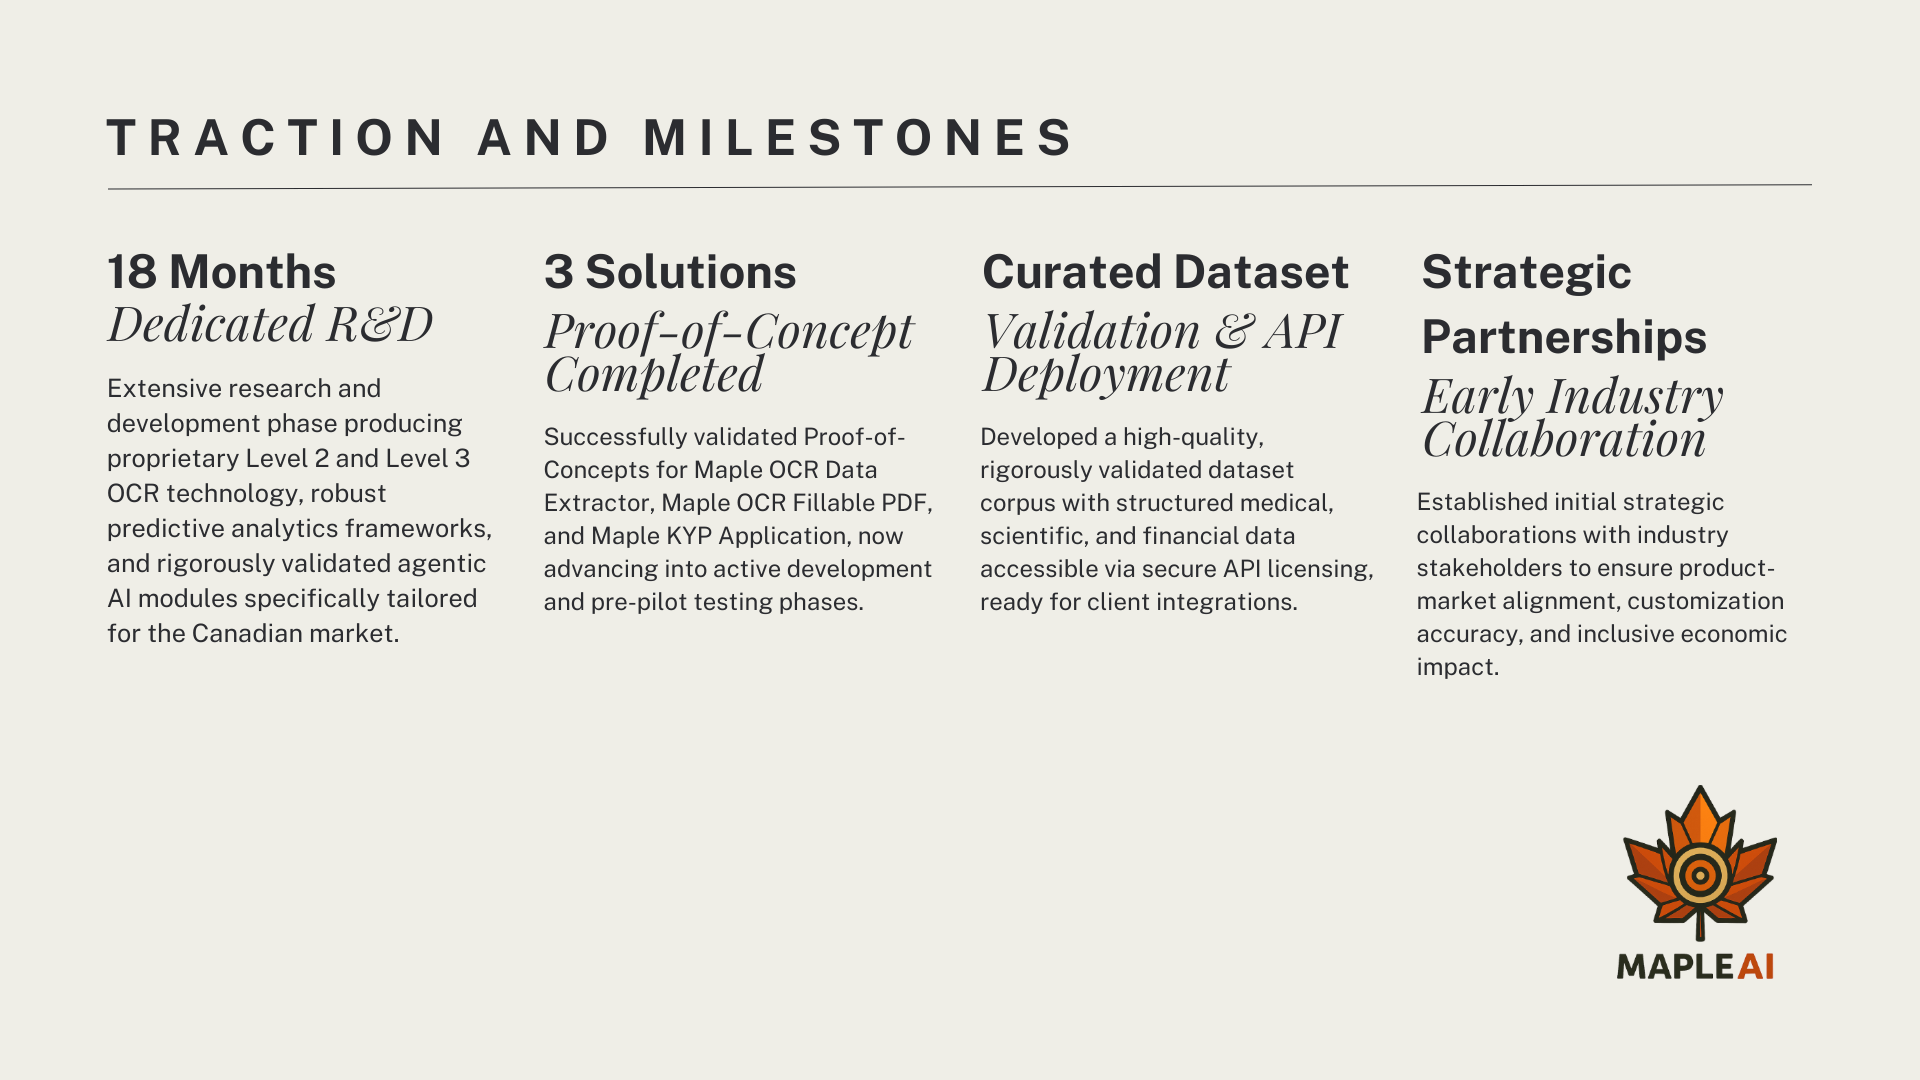 TRACTION AND MILESTONES
18 Months
Dedicated R&D
Extensive research and
development phase producing
proprietary Level 2 and Level 3
OCR technology, robust
predictive analytics frameworks,
and rigorously validated agentic
AI modules specifically tailored
for the Canadian market.
3 Solutions
Proof-of-Concept
Completed
Successfully validated Proof-of-
Concepts for Maple OCR Data
Extractor, Maple OCR Fillable PDF,
and Maple KYP Application, now
advancing into active development
and pre-pilot testing phases.
Curated Dataset
Validation & API
Deployment
Developed a high-quality,
rigorously validated dataset
corpus with structured medical,
scientific, and financial data
accessible via secure API licensing,
ready for client integrations.
Strategic
Partnerships
Early Industry
Collaboration
Established initial strategic
collaborations with industry
stakeholders to ensure product-
market alignment, customization
accuracy, and inclusive economic
impact.
MAPLE AI